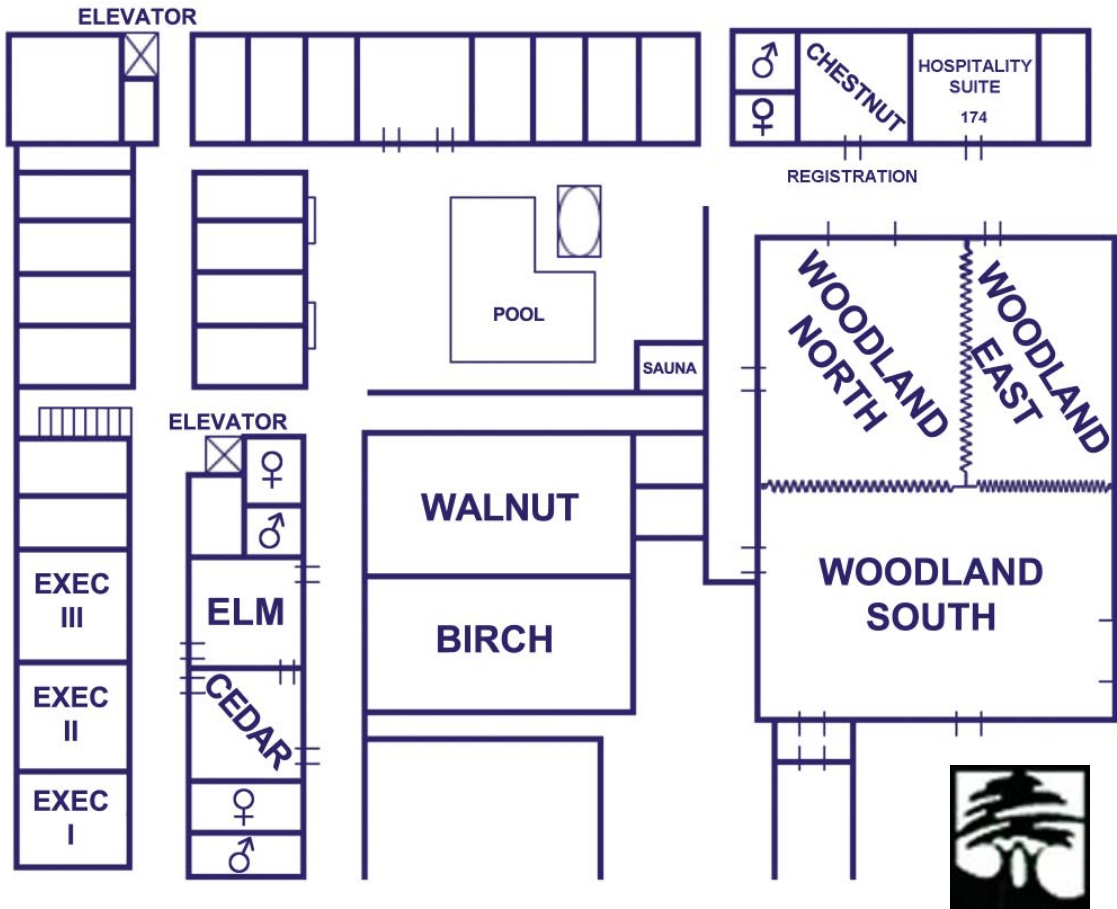 ELEVATOR
CHESTNUT
HOSPITALITY
SUITE
174
REGISTRATION
POOL
SAUNA
WOODLAND
NORTH
WOODLAND
EAST
ELEVATOR
WALNUT
BIRCH
WOODLAND
SOUTH
EXEC
III
ELM
EXEC
II
CEDAR
EXEC
I